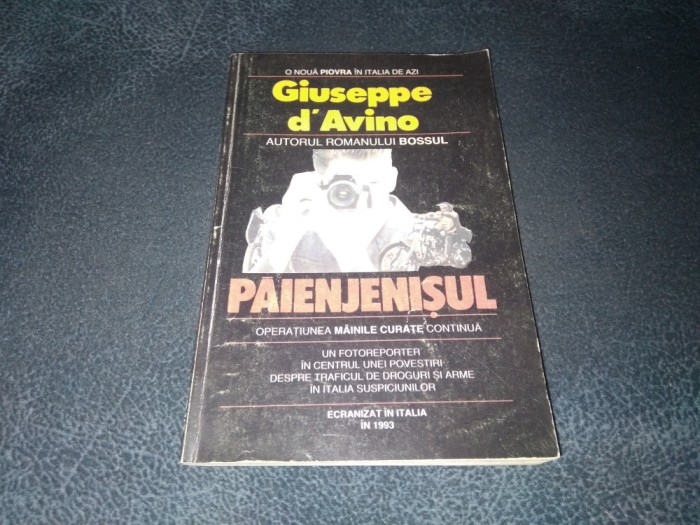 O NOUĂ PIOVRA ÎN ITALIA DE AZI
Giuseppe
d'Avino
AUTORUL ROMANULUI BOSSUL
PAIENJENIŞUL
OPERAŢIUNEA MÂINILE CURATE CONTINUĂ
UN FOTOREPORTER
ÎN CENTRUL UNEI POVESTIRI
DESPRE TRAFICUL DE DROGURI ŞI ARME
ÎN ITALIA SUSPICIUNILOR
ECRANIZAT ÎN ITALIA
ÎN 1993